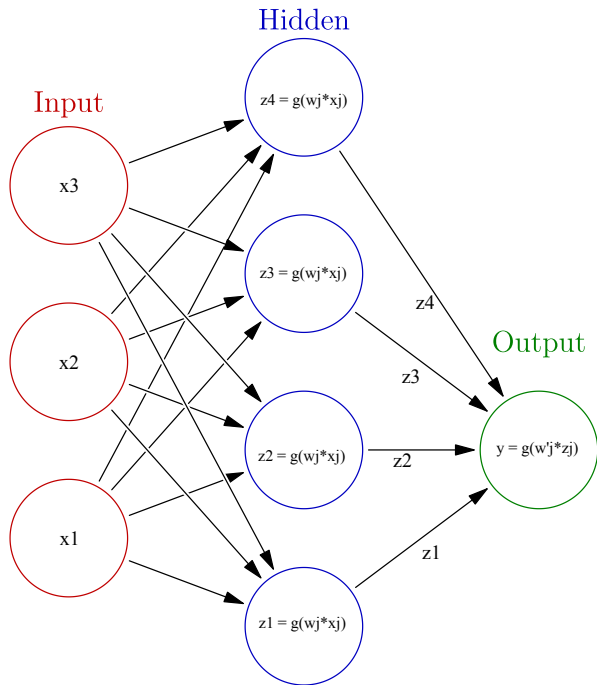 Hidden
z4 = g(wj*xj)
Input
x3
z3 = g(wj*xj)
z4
Output
x2
z3
z2 = g(wj*xj)
z2
y = g(w'j*zj)
x1
z1
z1 = g(wj*xj)